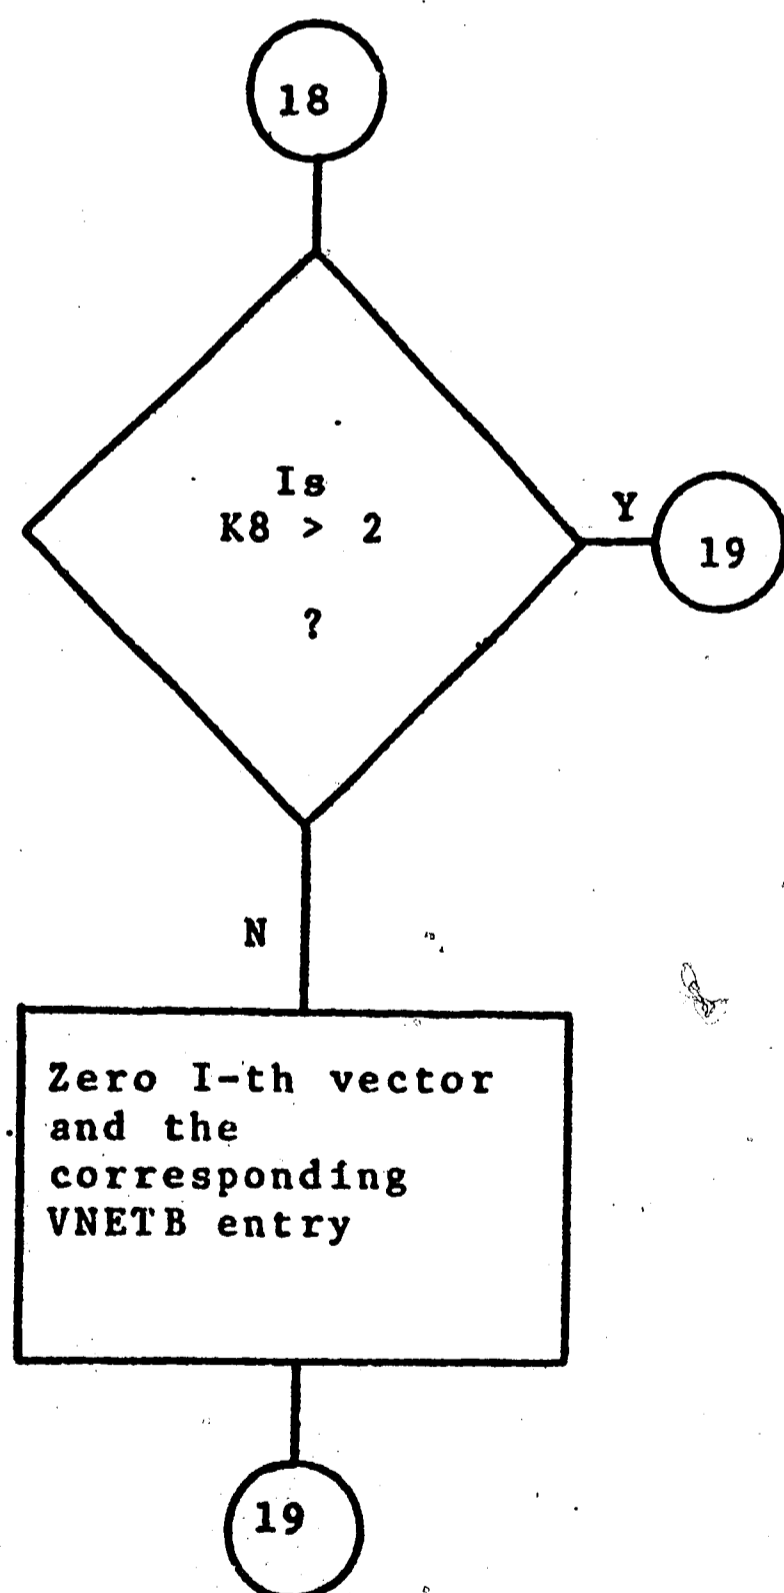 18
Is
K8 > 2
?
Y
19
N
Zero I-th vector
and the
corresponding
VNETB entry
19